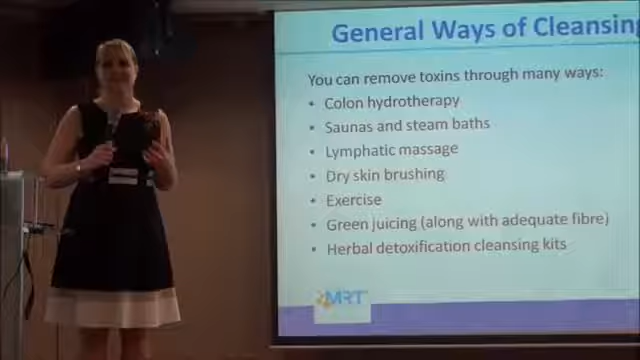 General Ways of Cleansing
You can remove toxins through many ways:
• Colon hydrotherapy
• Saunas and steam baths
• Lymphatic massage
• Dry skin brushing
• Exercise
• Green juicing (along with adequate fibre)
• Herbal detoxification cleansing kits
MRT